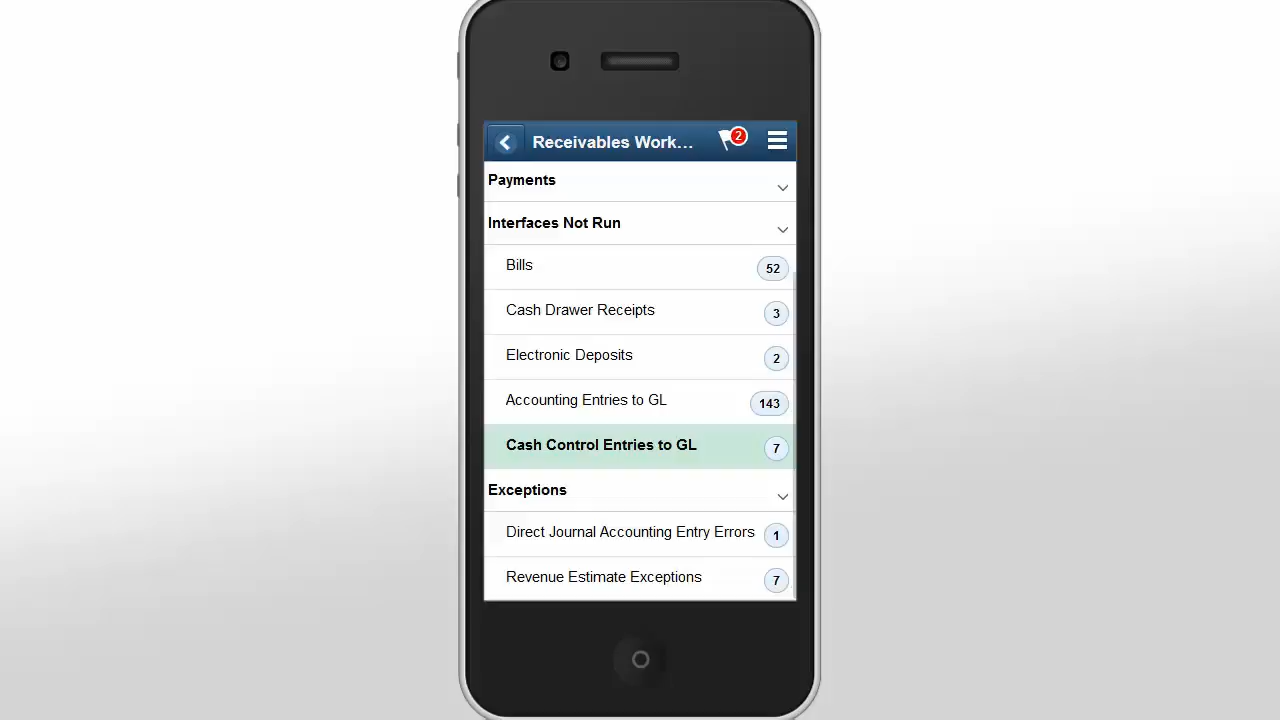 Receivables Work... 2
Payments
Interfaces Not Run
Bills 52
Cash Drawer Receipts 3
Electronic Deposits 2
Accounting Entries to GL 143
Cash Control Entries to GL 7
Exceptions
Direct Journal Accounting Entry Errors 1
Revenue Estimate Exceptions 7